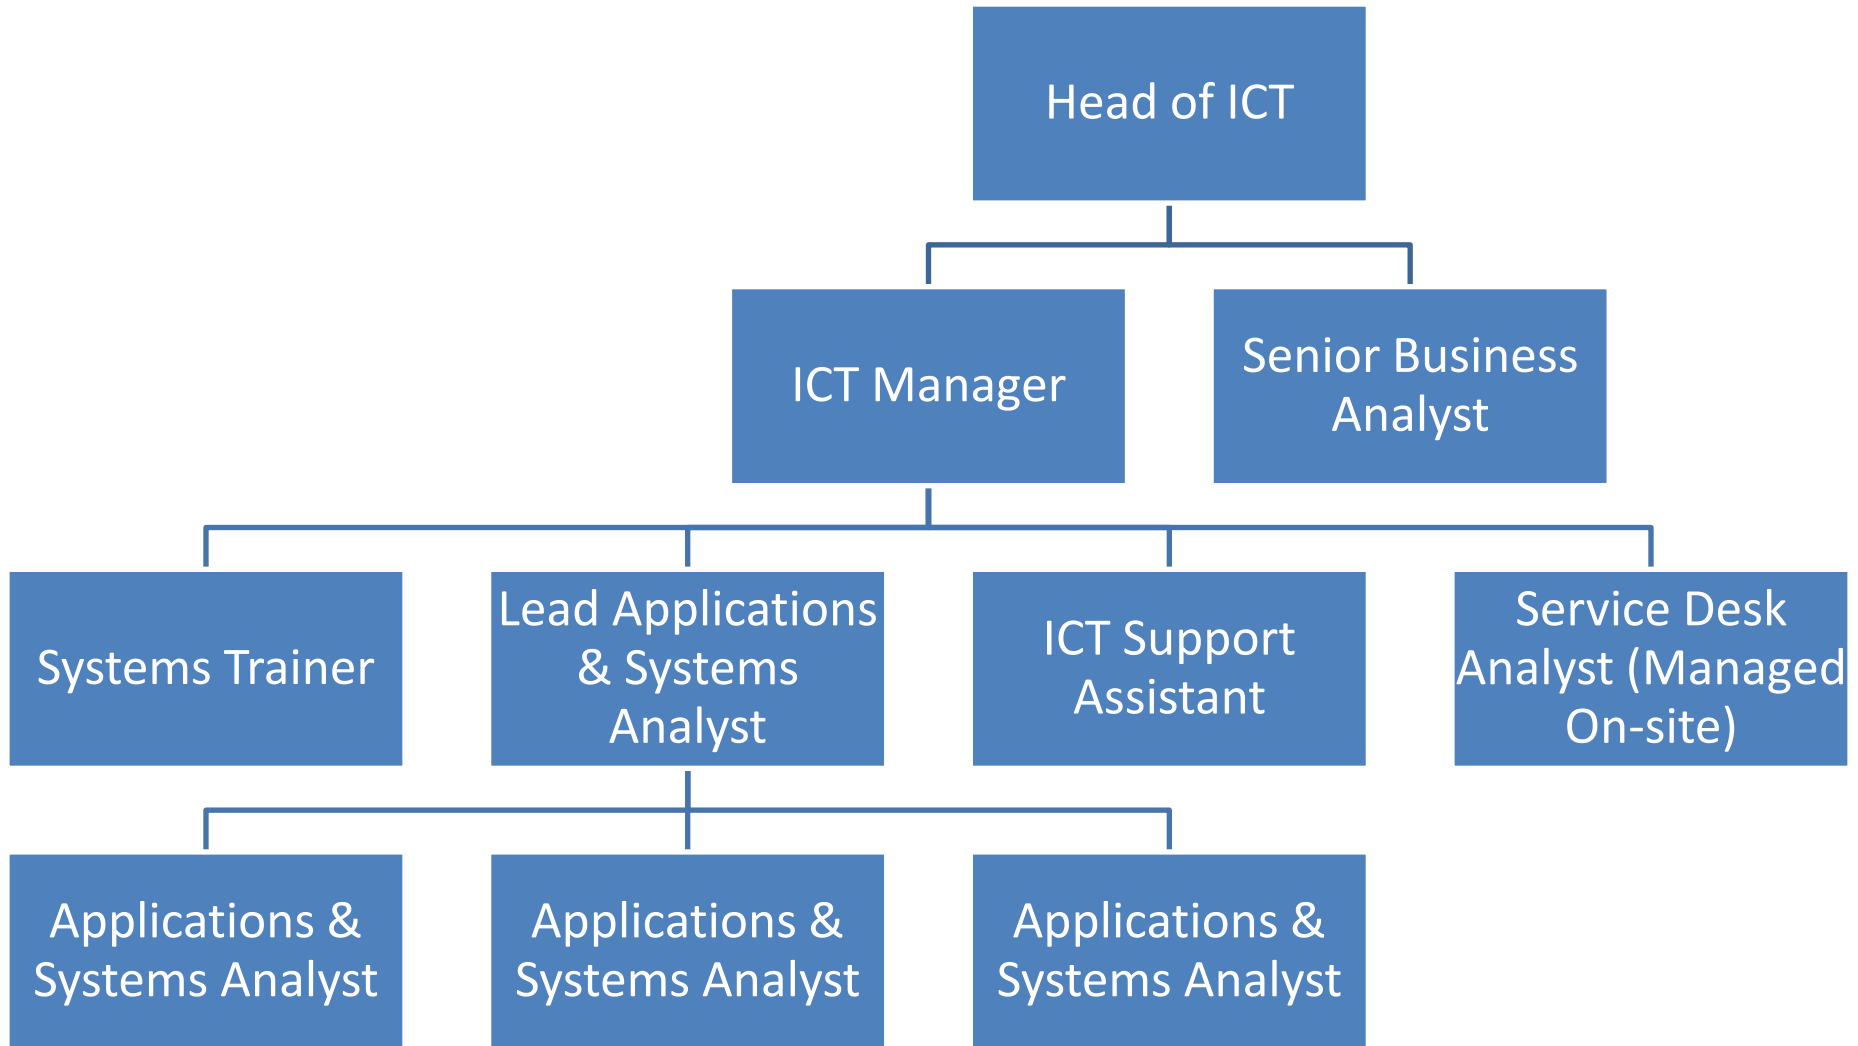 Head of ICT
ICT Manager
Senior Business
Analyst
Systems Trainer
Lead Applications
& Systems
Analyst
ICT Support
Assistant
Service Desk
Analyst (Managed
On-site)
Applications &
Systems Analyst
Applications &
Systems Analyst
Applications &
Systems Analyst